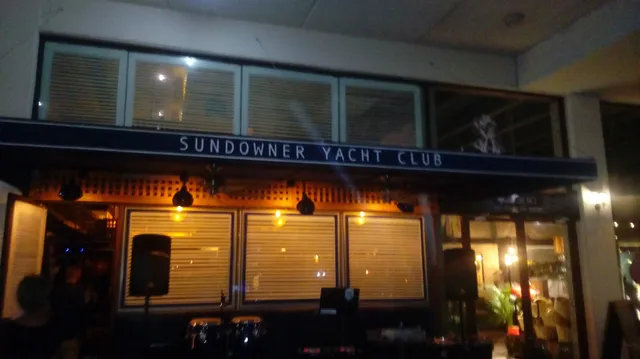 SUNDOWNER YACHT CLUB